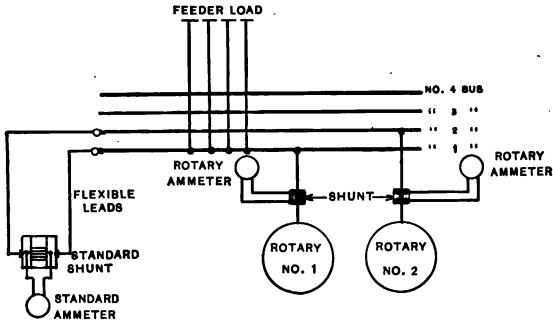 FEEDER LOAD
NO. 4 BUS
" 3 "
" 2 "
" 1 "
ROTARY
AMMETER
ROTARY
AMMETER
FLEXIBLE
LEADS
SHUNT
STANDARD
SHUNT
ROTARY
NO. 1
ROTARY
NO. 2
STANDARD
AMMETER